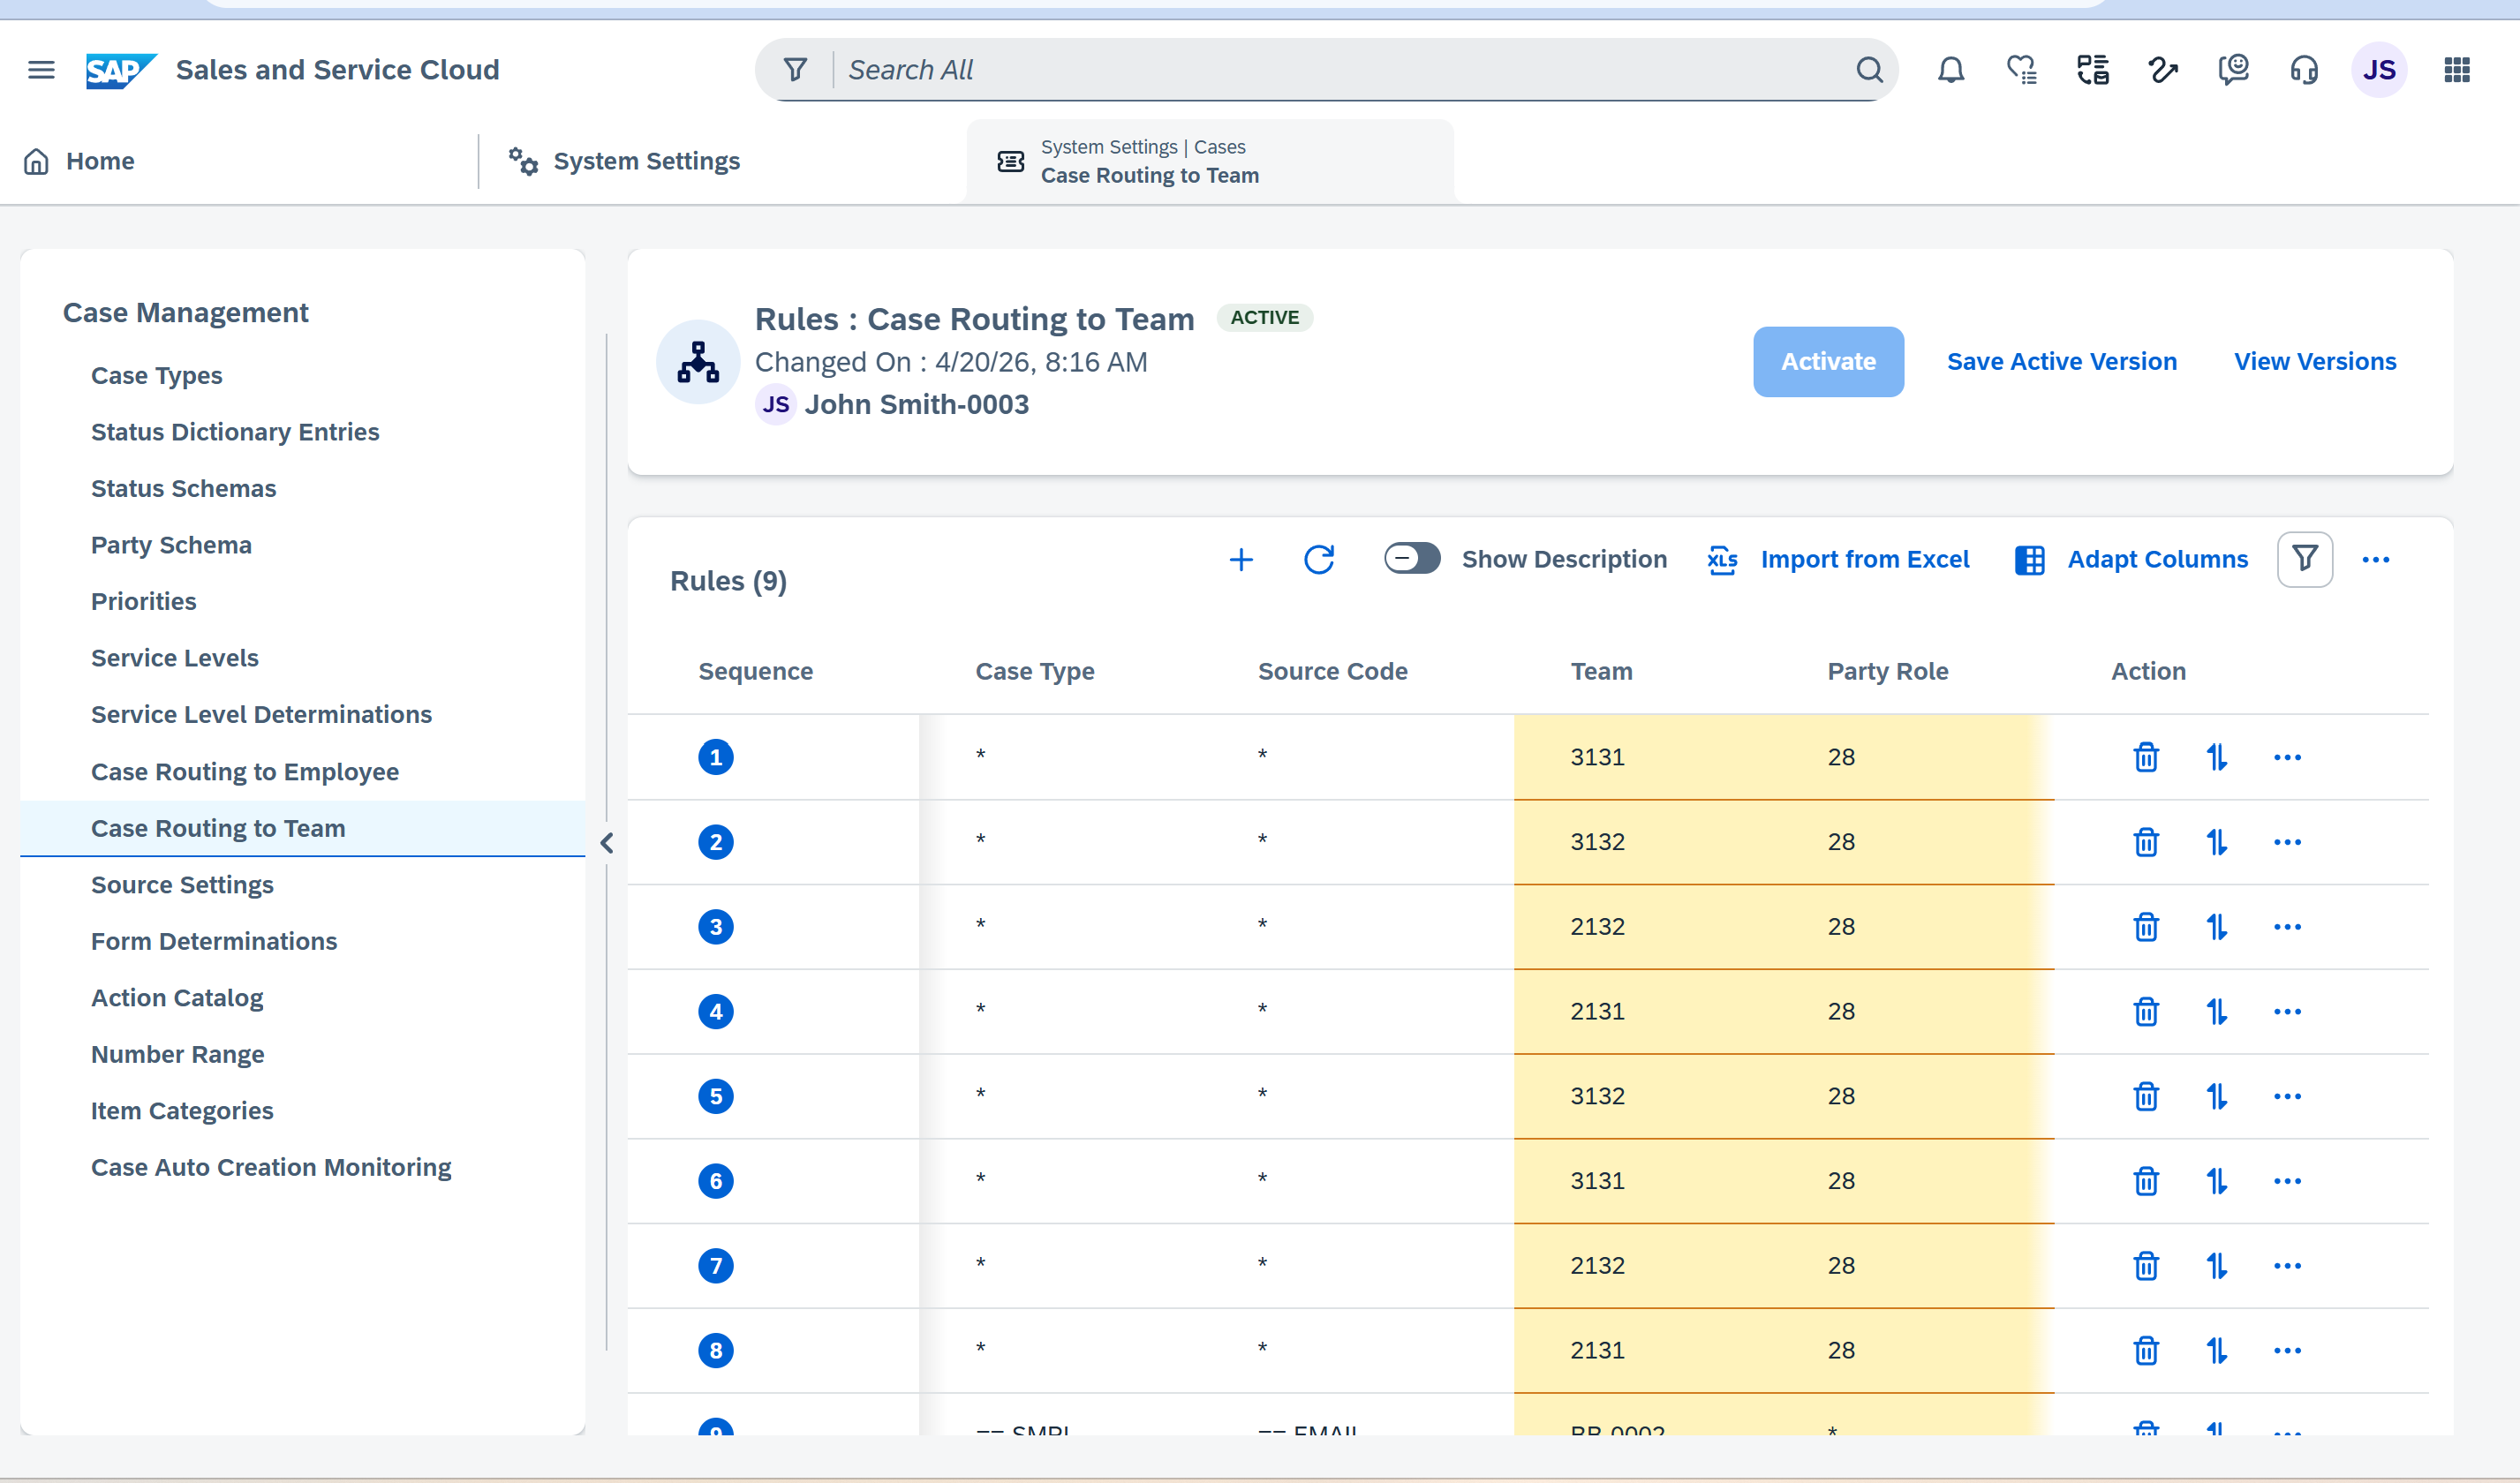 SAP Sales and Service Cloud
Search All
JS
Home
System Settings
System Settings | Cases
Case Routing to Team
Case Management
Case Types
Status Dictionary Entries
Status Schemas
Party Schema
Priorities
Service Levels
Service Level Determinations
Case Routing to Employee
Case Routing to Team
Source Settings
Form Determinations
Action Catalog
Number Range
Item Categories
Case Auto Creation Monitoring
Rules : Case Routing to Team ACTIVE
Changed On : 4/20/26, 8:16 AM
JS John Smith-0003
Activate Save Active Version View Versions
Rules (9)
Show Description XLS Import from Excel Adapt Columns
Sequence Case Type Source Code Team Party Role Action
1 * * 3131 28
2 * * 3132 28
3 * * 2132 28
4 * * 2131 28
5 * * 3132 28
6 * * 3131 28
7 * * 2132 28
8 * * 2131 28
9 == == EMAIL *